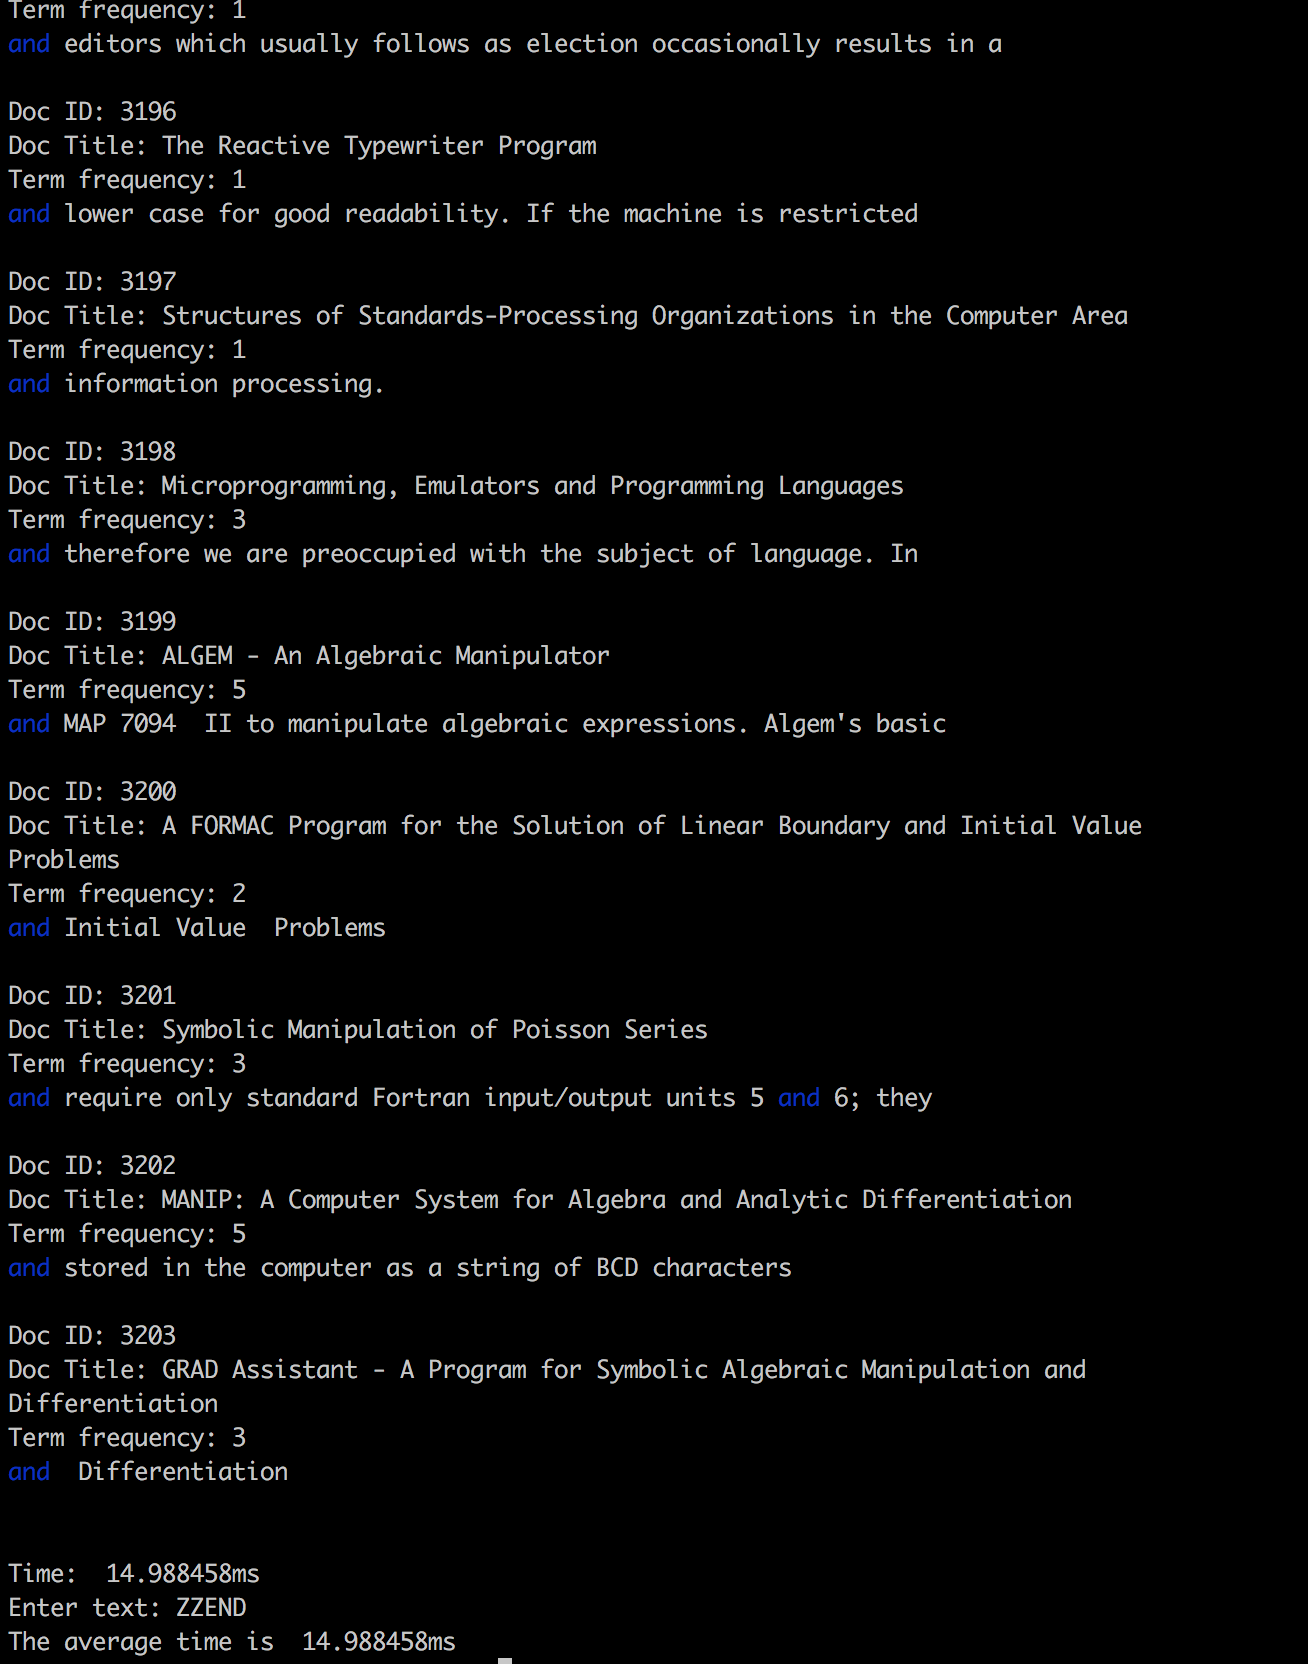 Term frequency: 1
and editors which usually follows as election occasionally results in a
Doc ID: 3196
Doc Title: The Reactive Typewriter Program
Term frequency: 1
and lower case for good readability. If the machine is restricted
Doc ID: 3197
Doc Title: Structures of Standards-Processing Organizations in the Computer Area
Term frequency: 1
and information processing.
Doc ID: 3198
Doc Title: Microprogramming, Emulators and Programming Languages
Term frequency: 3
and therefore we are preoccupied with the subject of language. In
Doc ID: 3199
Doc Title: ALGEM - An Algebraic Manipulator
Term frequency: 5
and MAP 7094  II to manipulate algebraic expressions. Algem's basic
Doc ID: 3200
Doc Title: A FORMAC Program for the Solution of Linear Boundary and Initial Value
Problems
Term frequency: 2
and Initial Value  Problems
Doc ID: 3201
Doc Title: Symbolic Manipulation of Poisson Series
Term frequency: 3
and require only standard Fortran input/output units 5 and 6; they
Doc ID: 3202
Doc Title: MANIP: A Computer System for Algebra and Analytic Differentiation
Term frequency: 5
and stored in the computer as a string of BCD characters
Doc ID: 3203
Doc Title: GRAD Assistant - A Program for Symbolic Algebraic Manipulation and
Differentiation
Term frequency: 3
and  Differentiation
Time:  14.988458ms
Enter text: ZZEND
The average time is  14.988458ms